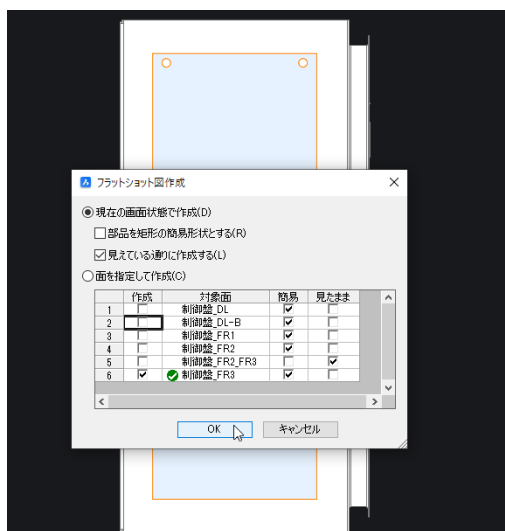 フラットショット図作成
現在の画面状態で作成(D)
部品を矩形の簡易形状とする(R)
見えている通りに作成する(L)
面を指定して作成(C)
作成 対象面 簡易 見たまま
1 制御盤_DL
2 制御盤_DL-B
3 制御盤_FR1
4 制御盤_FR2
5 制御盤_FR2_FR3
6 制御盤_FR3
OK キャンセル